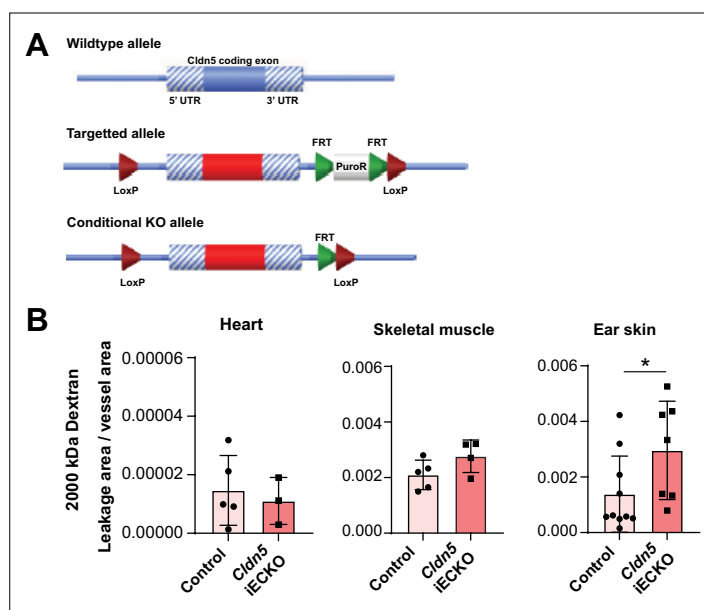 A
Wildtype allele
Cldn5 coding exon
5' UTR 3' UTR
Targetted allele
FRT FRT
PuroR
LoxP LoxP
Conditional KO allele
FRT
LoxP LoxP
B
Heart Skeletal muscle Ear skin
2000 kDa Dextran
Leakage area / vessel area
0.00006
0.00004
0.00002
0.00000
Control
Cldn5
iECKO
0.006
0.004
0.002
0.000
Control
Cldn5
iECKO
0.006
0.004
0.002
0.000
*
Control
Cldn5
iECKO